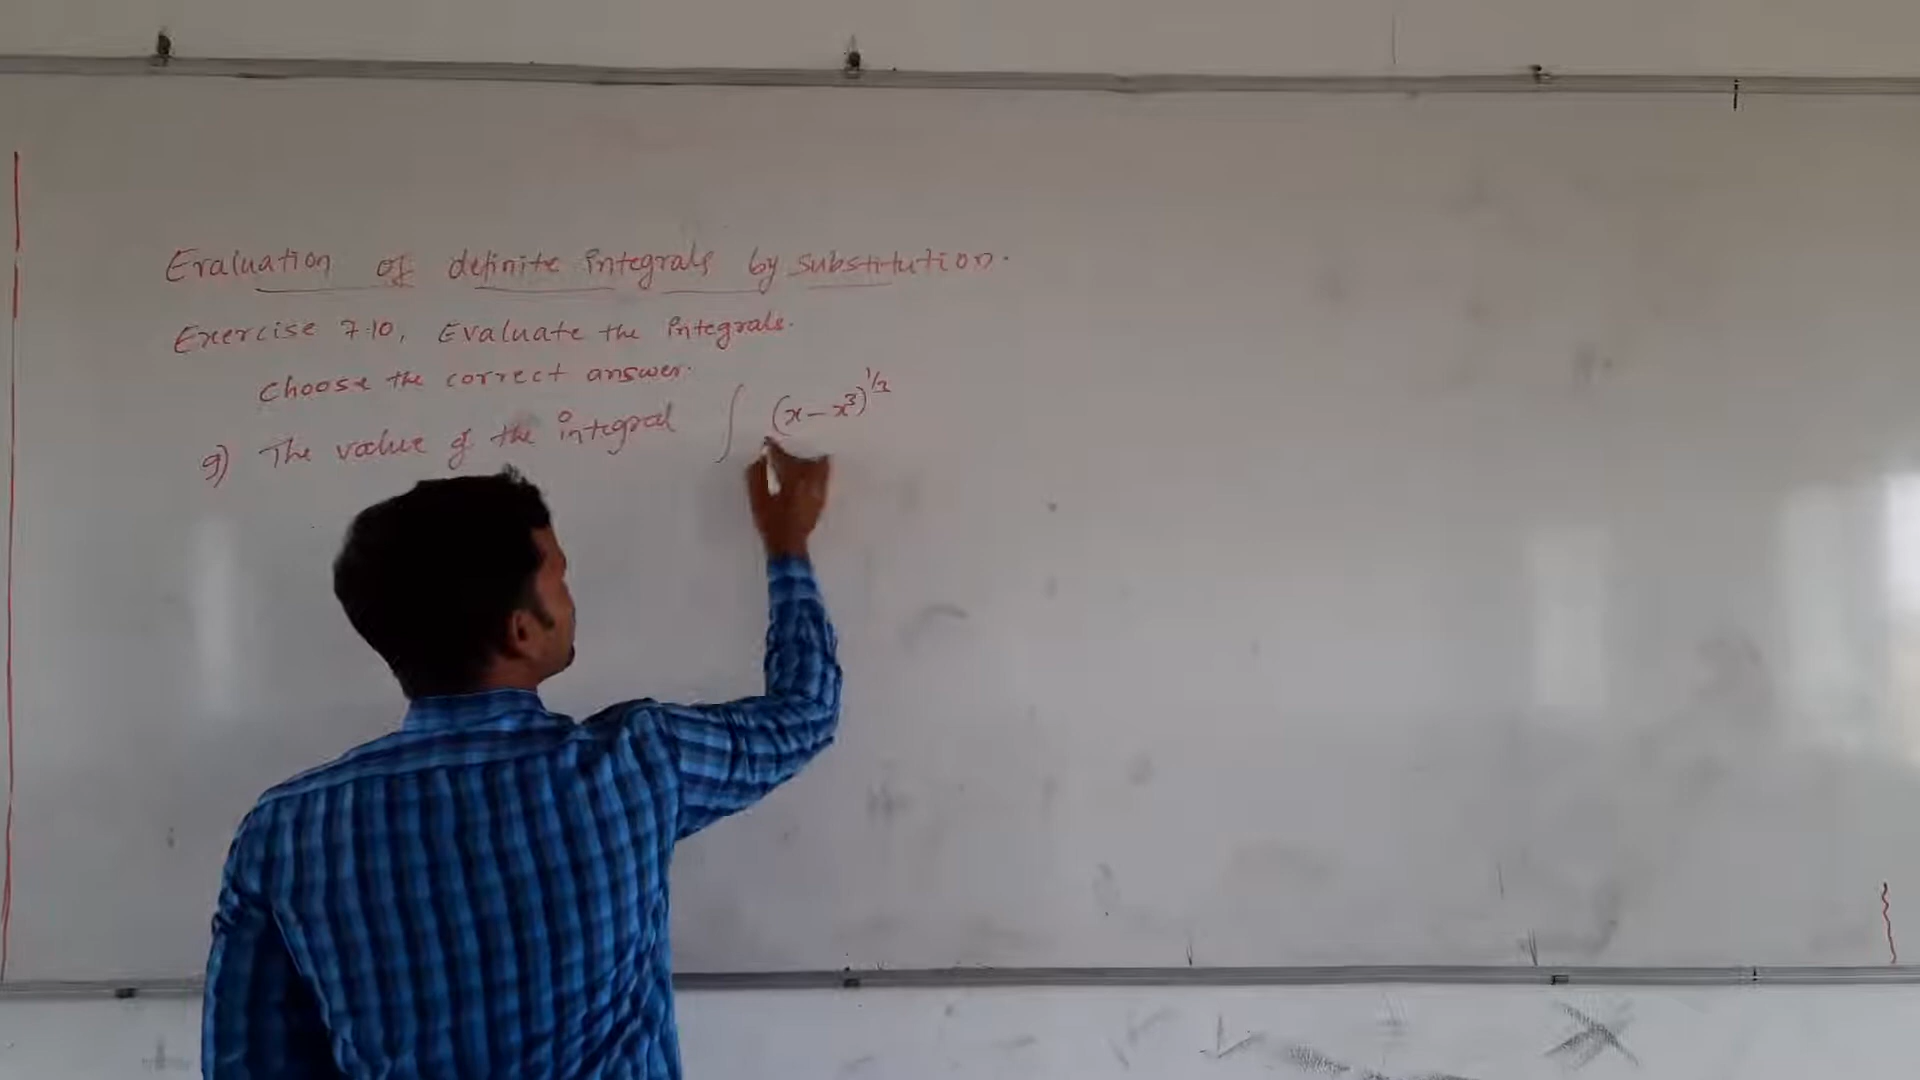 Evaluation of definite integrals by substitution.
Exercise 7.10, Evaluate the integrals.
Choose the correct answer.
9) The value of the integral ∫ (x-x³)^1/3